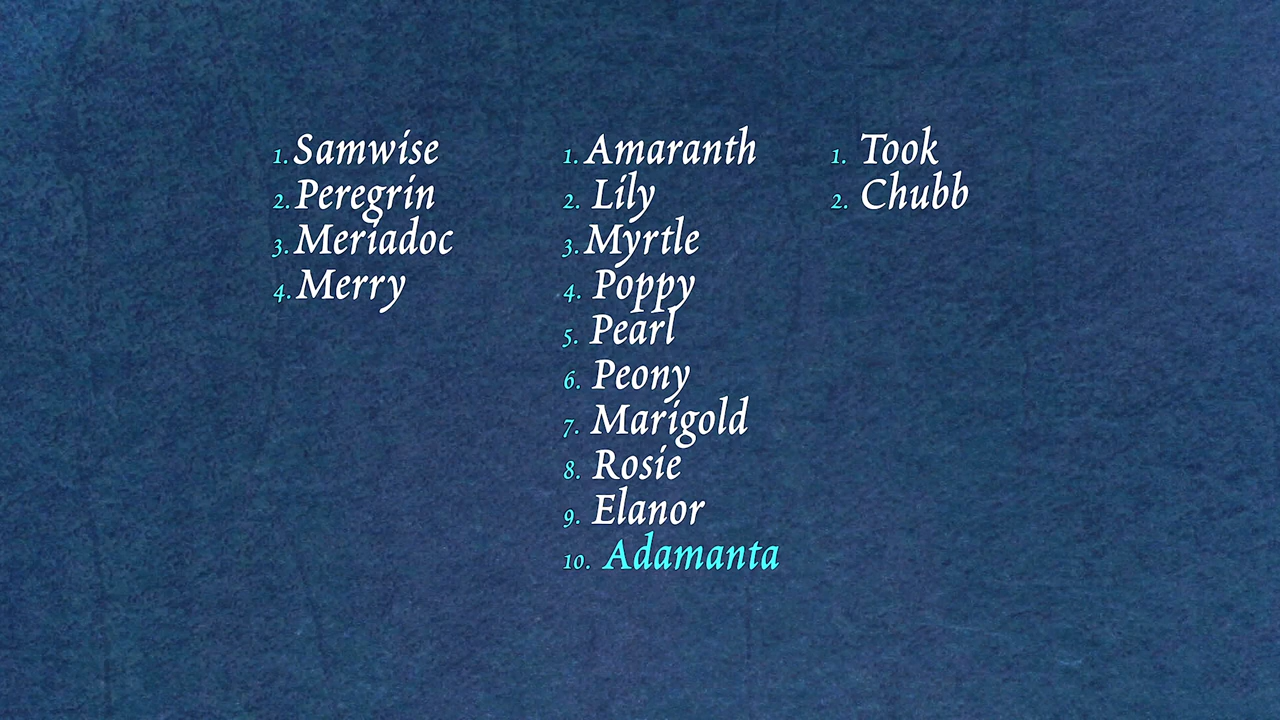 1. Samwise
2. Peregrin
3. Meriadoc
4. Merry
1. Amaranth
2. Lily
3. Myrtle
4. Poppy
5. Pearl
6. Peony
7. Marigold
8. Rosie
9. Elanor
10. Adamanta
1. Took
2. Chubb